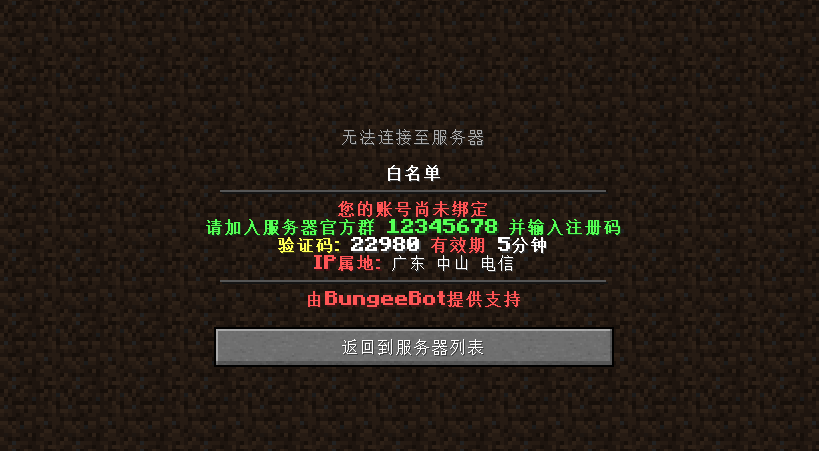 无法连接至服务器
白名单
您的账号尚未绑定
请加入服务器官方群 12345678 并输入注册码
验证码: 22980 有效期 5分钟
IP属地: 广东 中山 电信
由BungeeBot提供支持
返回到服务器列表